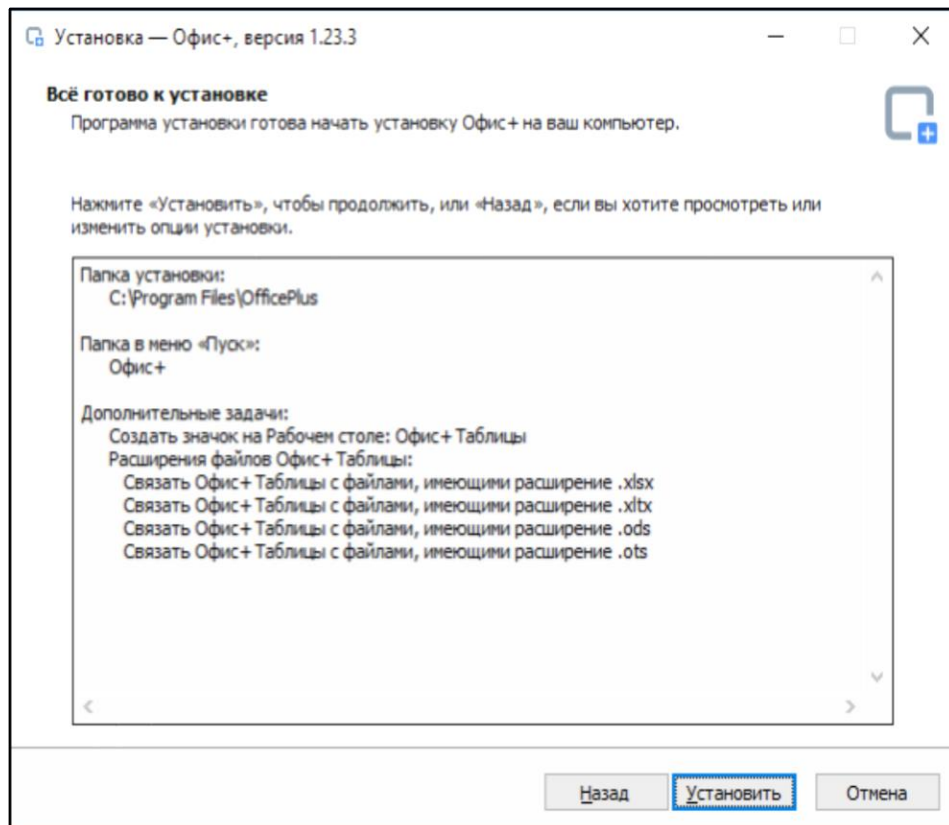 Установка — Офис+, версия 1.23.3
Всё готово к установке
Программа установки готова начать установку Офис+ на ваш компьютер.
Нажмите «Установить», чтобы продолжить, или «Назад», если вы хотите просмотреть или
изменить опции установки.
Папка установки:
C:\Program Files\OfficePlus
Папка в меню «Пуск»:
Офис+
Дополнительные задачи:
Создать значок на Рабочем столе: Офис+ Таблицы
Расширения файлов Офис+ Таблицы:
Связать Офис+ Таблицы с файлами, имеющими расширение .xlsx
Связать Офис+ Таблицы с файлами, имеющими расширение .xltx
Связать Офис+ Таблицы с файлами, имеющими расширение .ods
Связать Офис+ Таблицы с файлами, имеющими расширение .ots
Назад Установить Отмена